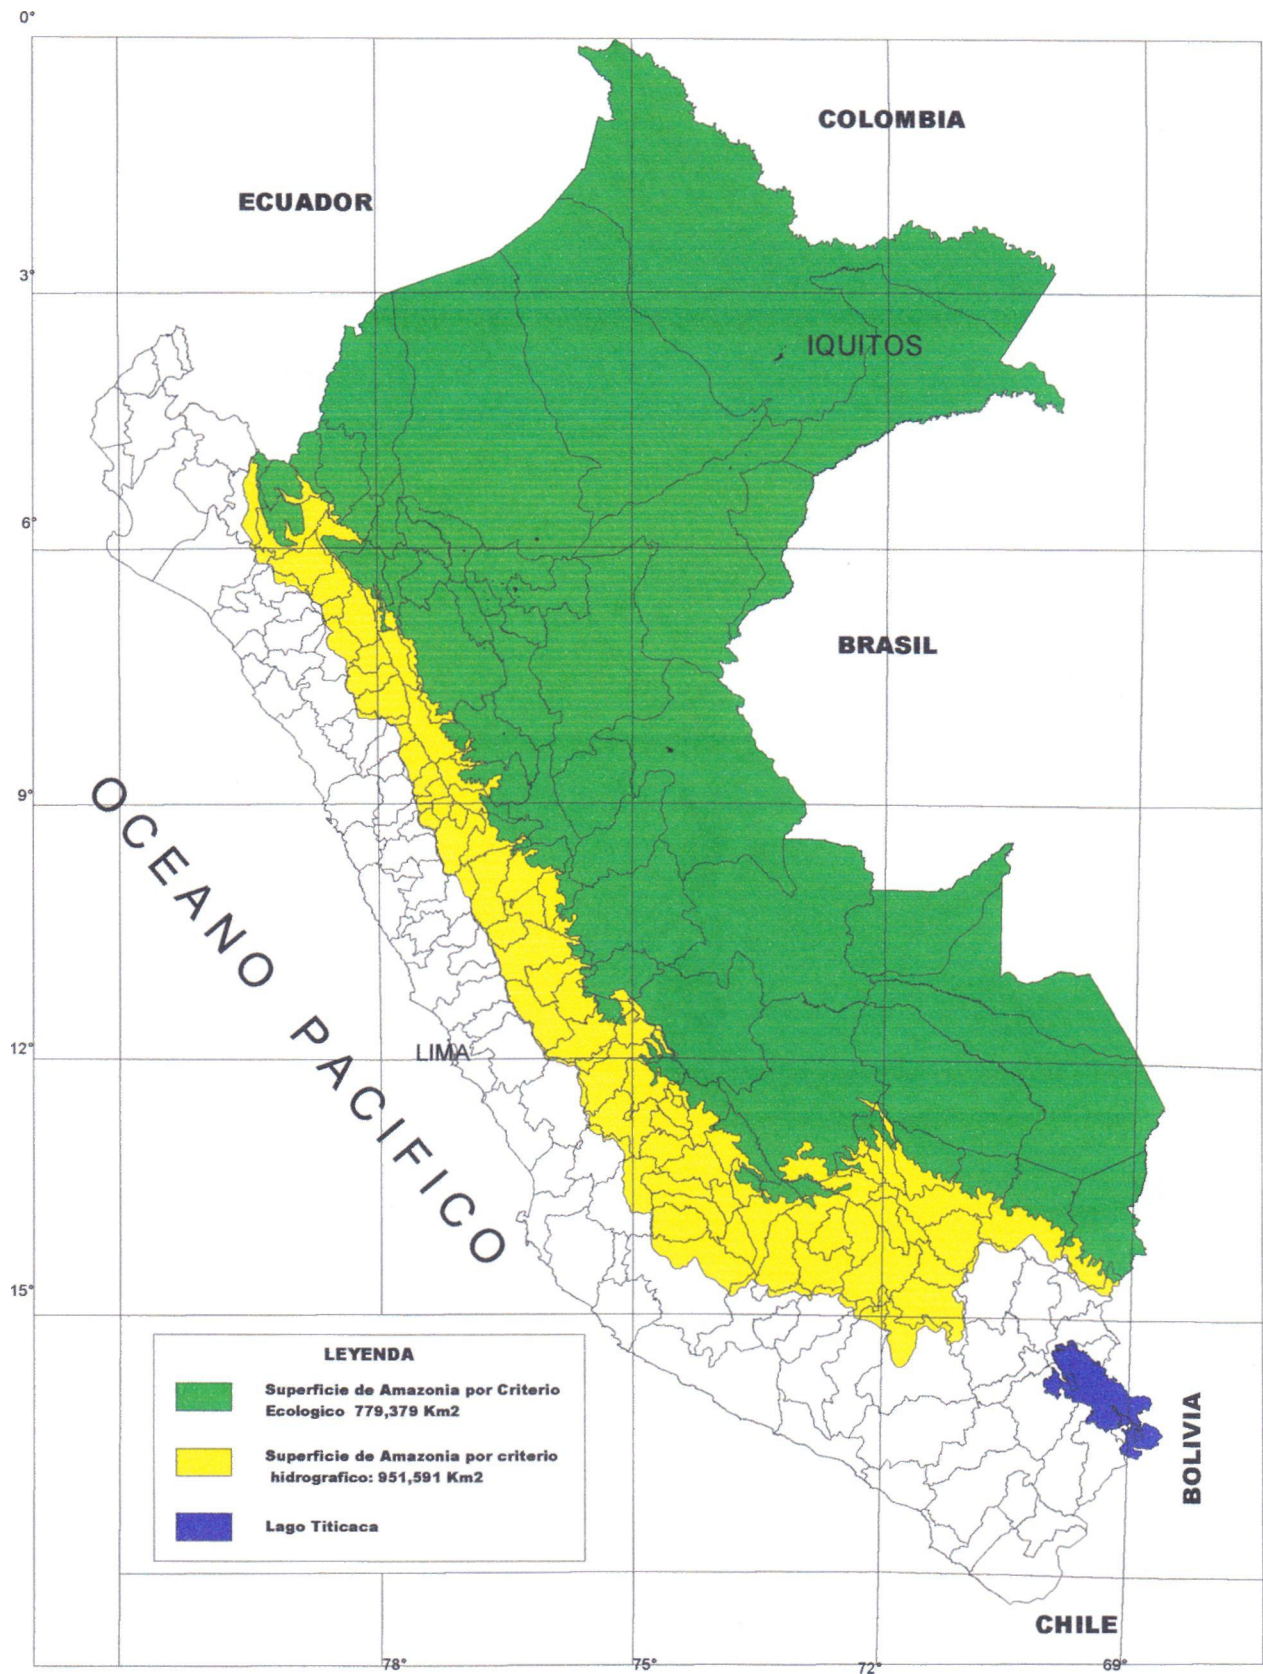 0°
COLOMBIA
ECUADOR
3°
IQUITOS
6°
BRASIL
9°
OCEANO PACIFICO
12°
LIMA
15°
LEYENDA
Superficie de Amazonia por Criterio
Ecologico 779,379 Km2
Superficie de Amazonia por criterio
hidrografico: 951,591 Km2
Lago Titicaca
BOLIVIA
CHILE
78°
75°
72°
69°